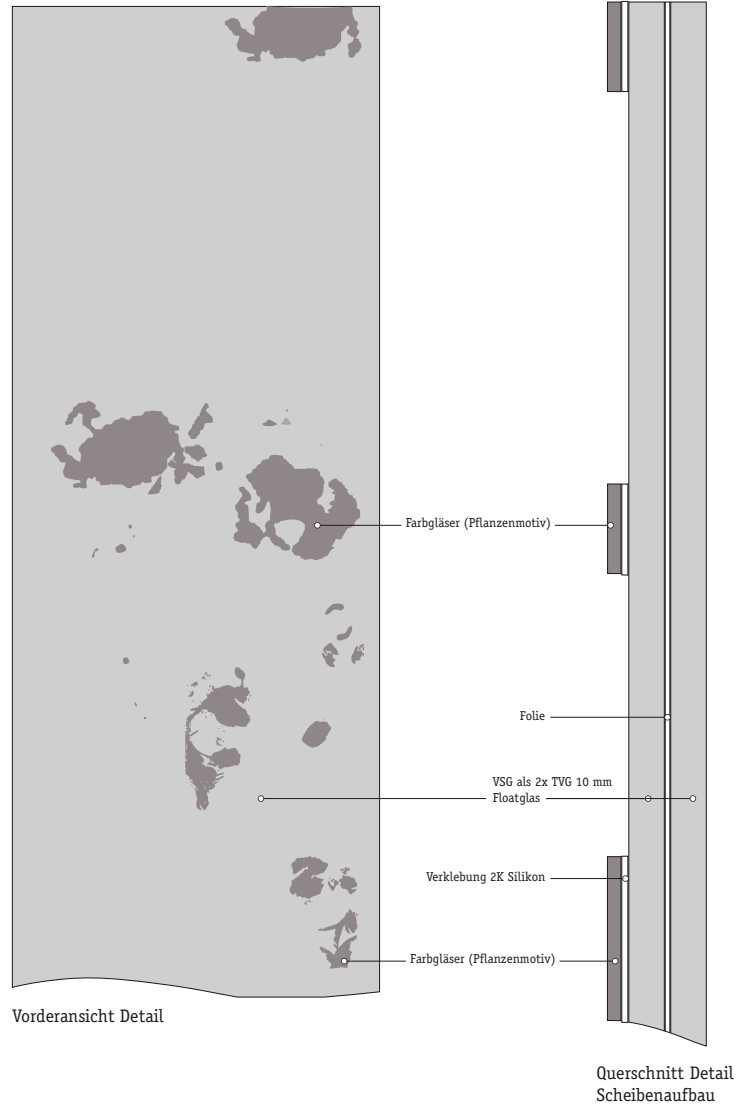 Farbgläser (Pflanzenmotiv)
Folie
VSG als 2x TVG 10 mm
Floatglas
Verklebung 2K Silikon
Farbgläser (Pflanzenmotiv)
Vorderansicht Detail
Querschnitt Detail
Scheibenaufbau